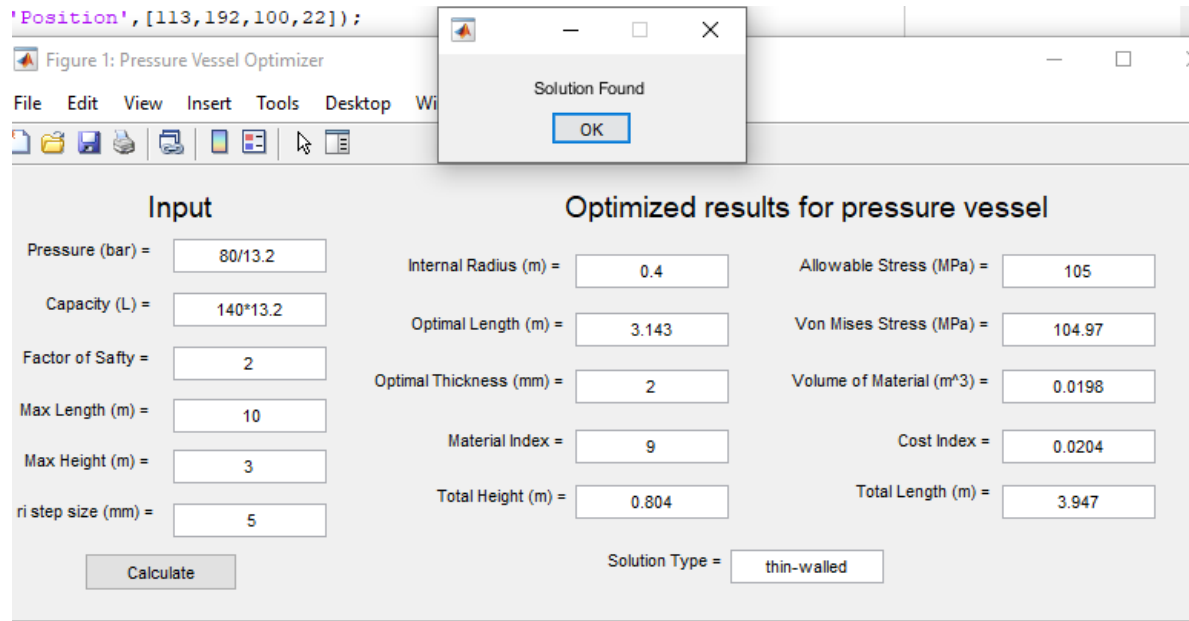 'Position',[113,192,100,22]);
Figure 1: Pressure Vessel Optimizer
File Edit View Insert Tools Desktop Wi
Solution Found
OK
Input
Pressure (bar) = 80/13.2
Capacity (L) = 140*13.2
Factor of Safty = 2
Max Length (m) = 10
Max Height (m) = 3
ri step size (mm) = 5
Calculate
Optimized results for pressure vessel
Internal Radius (m) = 0.4
Allowable Stress (MPa) = 105
Optimal Length (m) = 3.143
Von Mises Stress (MPa) = 104.97
Optimal Thickness (mm) = 2
Volume of Material (m^3) = 0.0198
Material Index = 9
Cost Index = 0.0204
Total Height (m) = 0.804
Total Length (m) = 3.947
Solution Type = thin-walled